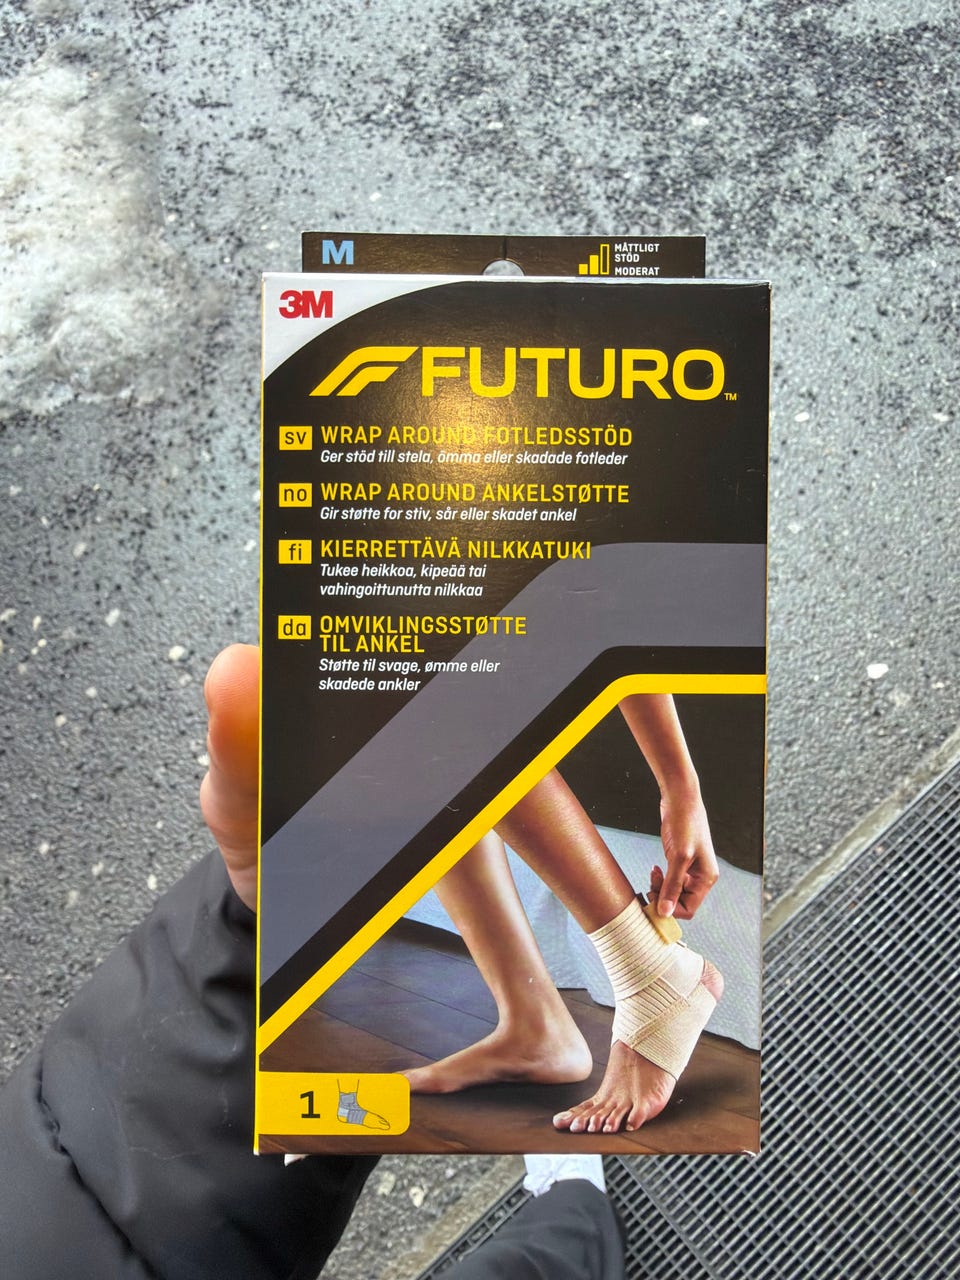 M
MÅTTLIGT
STÖD
MODERAT
3M
FUTURO™
sv WRAP AROUND FOTLEDSSTÖD
Ger stöd till stela, ömma eller skadade fotleder
no WRAP AROUND ANKELSTØTTE
Gir støtte for stiv, sår eller skadet ankel
fi KIERRETTÄVÄ NILKKATUKI
Tukee heikkoa, kipeää tai
vahingoittunutta nilkkaa
da OMVIKLINGSSTØTTE
TIL ANKEL
Støtte til svage, ømme eller
skadede ankler
1